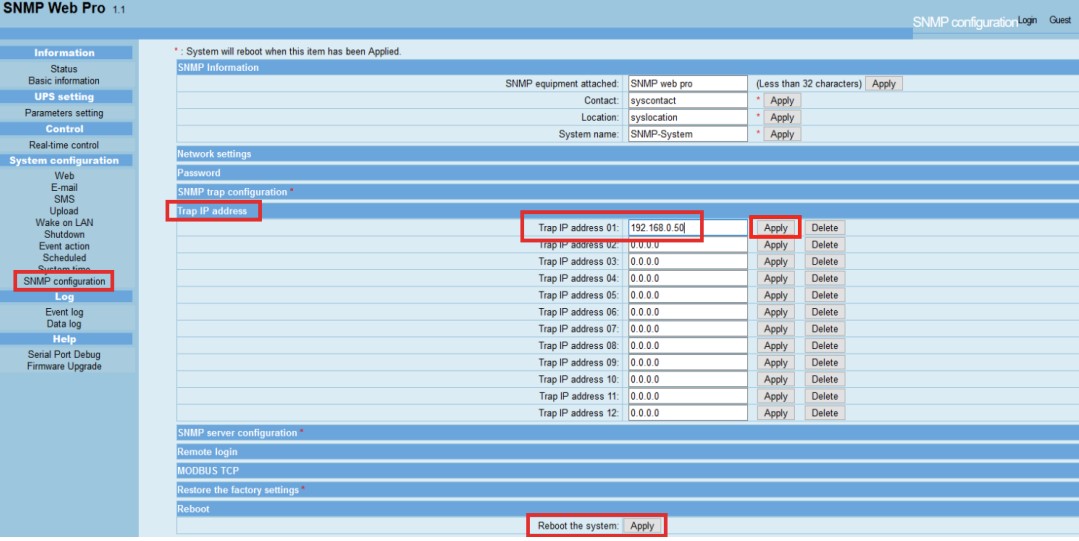 SNMP Web Pro 1.1
SNMP configuration Login Guest
Information
Status
Basic information
UPS setting
Parameters setting
Control
Real-time control
System configuration
Web
E-mail
SMS
Upload
Wake on LAN
Shutdown
Event action
Scheduled
System time
SNMP configuration
Log
Event log
Data log
Help
Serial Port Debug
Firmware Upgrade
* : System will reboot when this item has been Applied.
SNMP Information
SNMP equipment attached: SNMP web pro (Less than 32 characters) Apply
Contact: syscontact * Apply
Location: syslocation * Apply
System name: SNMP-System * Apply
Network settings
Password
SNMP trap configuration *
Trap IP address
Trap IP address 01: 192.168.0.50 Apply Delete
Trap IP address 02: 0.0.0.0 Apply Delete
Trap IP address 03: 0.0.0.0 Apply Delete
Trap IP address 04: 0.0.0.0 Apply Delete
Trap IP address 05: 0.0.0.0 Apply Delete
Trap IP address 06: 0.0.0.0 Apply Delete
Trap IP address 07: 0.0.0.0 Apply Delete
Trap IP address 08: 0.0.0.0 Apply Delete
Trap IP address 09: 0.0.0.0 Apply Delete
Trap IP address 10: 0.0.0.0 Apply Delete
Trap IP address 11: 0.0.0.0 Apply Delete
Trap IP address 12: 0.0.0.0 Apply Delete
SNMP server configuration *
Remote login
MODBUS TCP
Restore the factory settings *
Reboot
Reboot the system: Apply